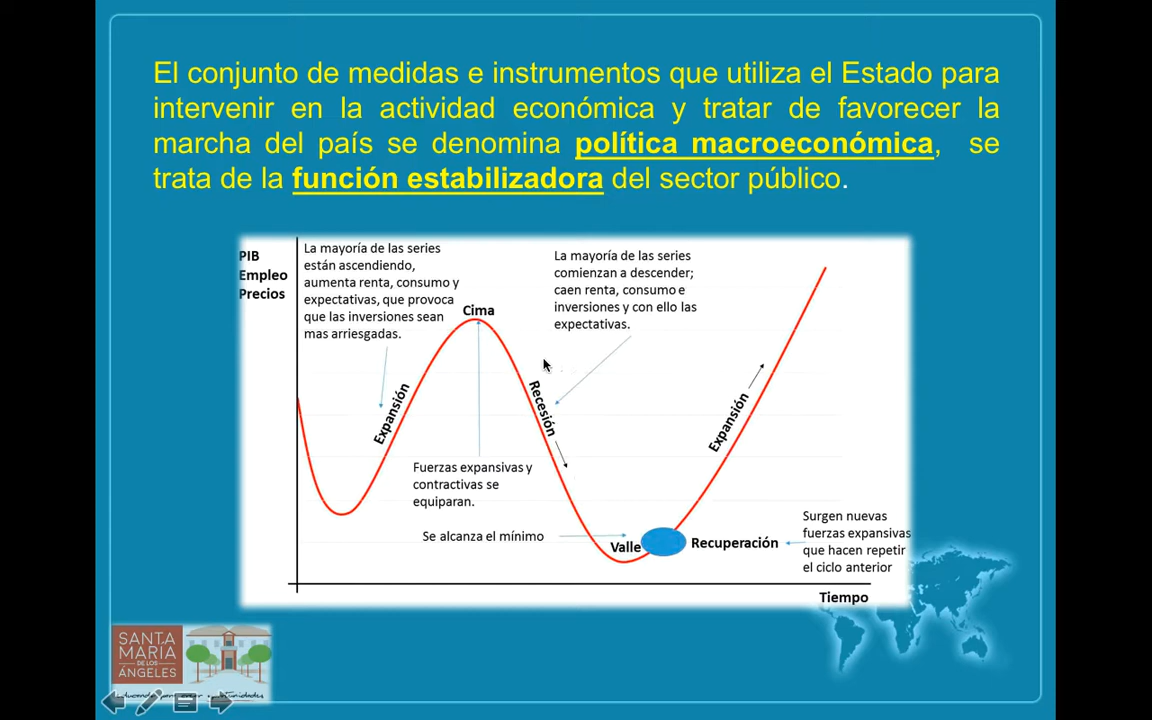 El conjunto de medidas e instrumentos que utiliza el Estado para
intervenir en la actividad económica y tratar de favorecer la
marcha del país se denomina política macroeconómica, se
trata de la función estabilizadora del sector público.
PIB
Empleo
Precios
La mayoría de las series
están ascendiendo,
aumenta renta, consumo y
expectativas, que provoca
que las inversiones sean
mas arriesgadas.
Cima
La mayoría de las series
comienzan a descender;
caen renta, consumo e
inversiones y con ello las
expectativas.
Expansión
Recesión
Expansión
Fuerzas expansivas y
contractivas se
equiparan.
Se alcanza el mínimo
Valle
Recuperación
Surgen nuevas
fuerzas expansivas
que hacen repetir
el ciclo anterior
Tiempo
SANTA
MARIA
DE LOS
ÁNGELES